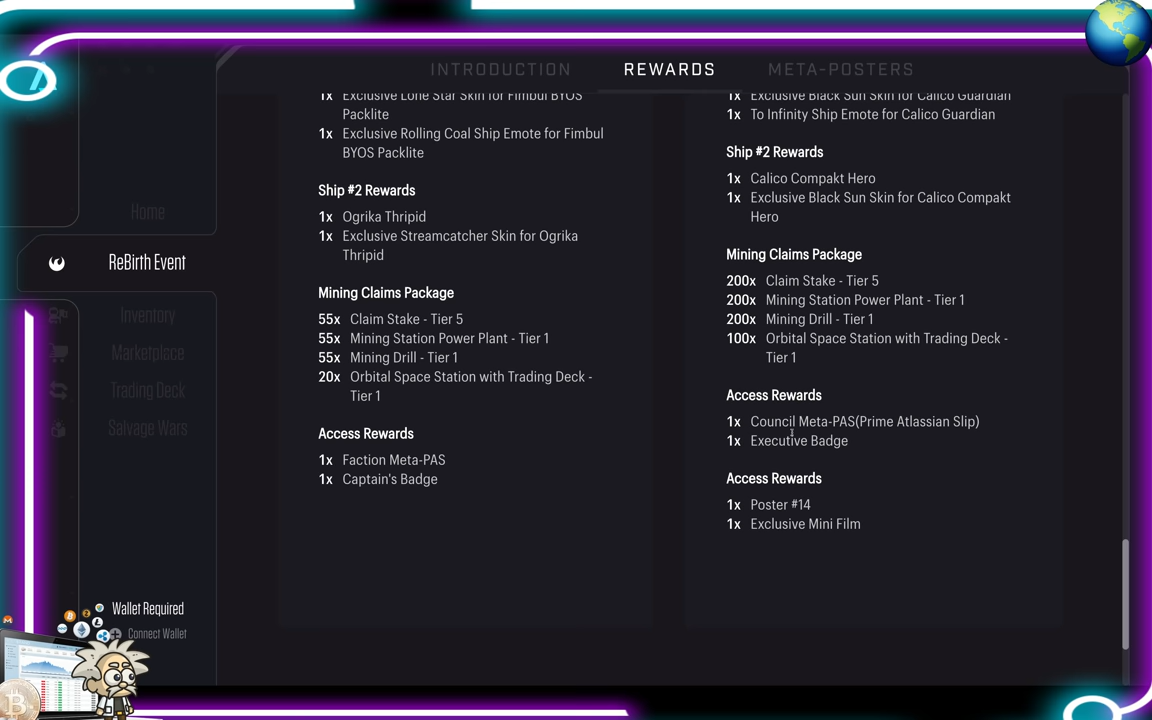 INTRODUCTION
REWARDS
META-POSTERS
Home
ReBirth Event
Inventory
Marketplace
Trading Deck
Salvage Wars
Wallet Required
Connect Wallet
1x Exclusive Lone Star Skin for Fimbul BYOS
Packlite
1x Exclusive Rolling Coal Ship Emote for Fimbul
BYOS Packlite
Ship #2 Rewards
1x Ogrika Thripid
1x Exclusive Streamcatcher Skin for Ogrika
Thripid
Mining Claims Package
55x Claim Stake - Tier 5
55x Mining Station Power Plant - Tier 1
55x Mining Drill - Tier 1
20x Orbital Space Station with Trading Deck -
Tier 1
Access Rewards
1x Faction Meta-PAS
1x Captain's Badge
1x Exclusive Black Sun Skin for Calico Guardian
1x To Infinity Ship Emote for Calico Guardian
Ship #2 Rewards
1x Calico Compakt Hero
1x Exclusive Black Sun Skin for Calico Compakt
Hero
Mining Claims Package
200x Claim Stake - Tier 5
200x Mining Station Power Plant - Tier 1
200x Mining Drill - Tier 1
100x Orbital Space Station with Trading Deck -
Tier 1
Access Rewards
1x Council Meta-PAS(Prime Atlassian Slip)
1x Executive Badge
Access Rewards
1x Poster #14
1x Exclusive Mini Film